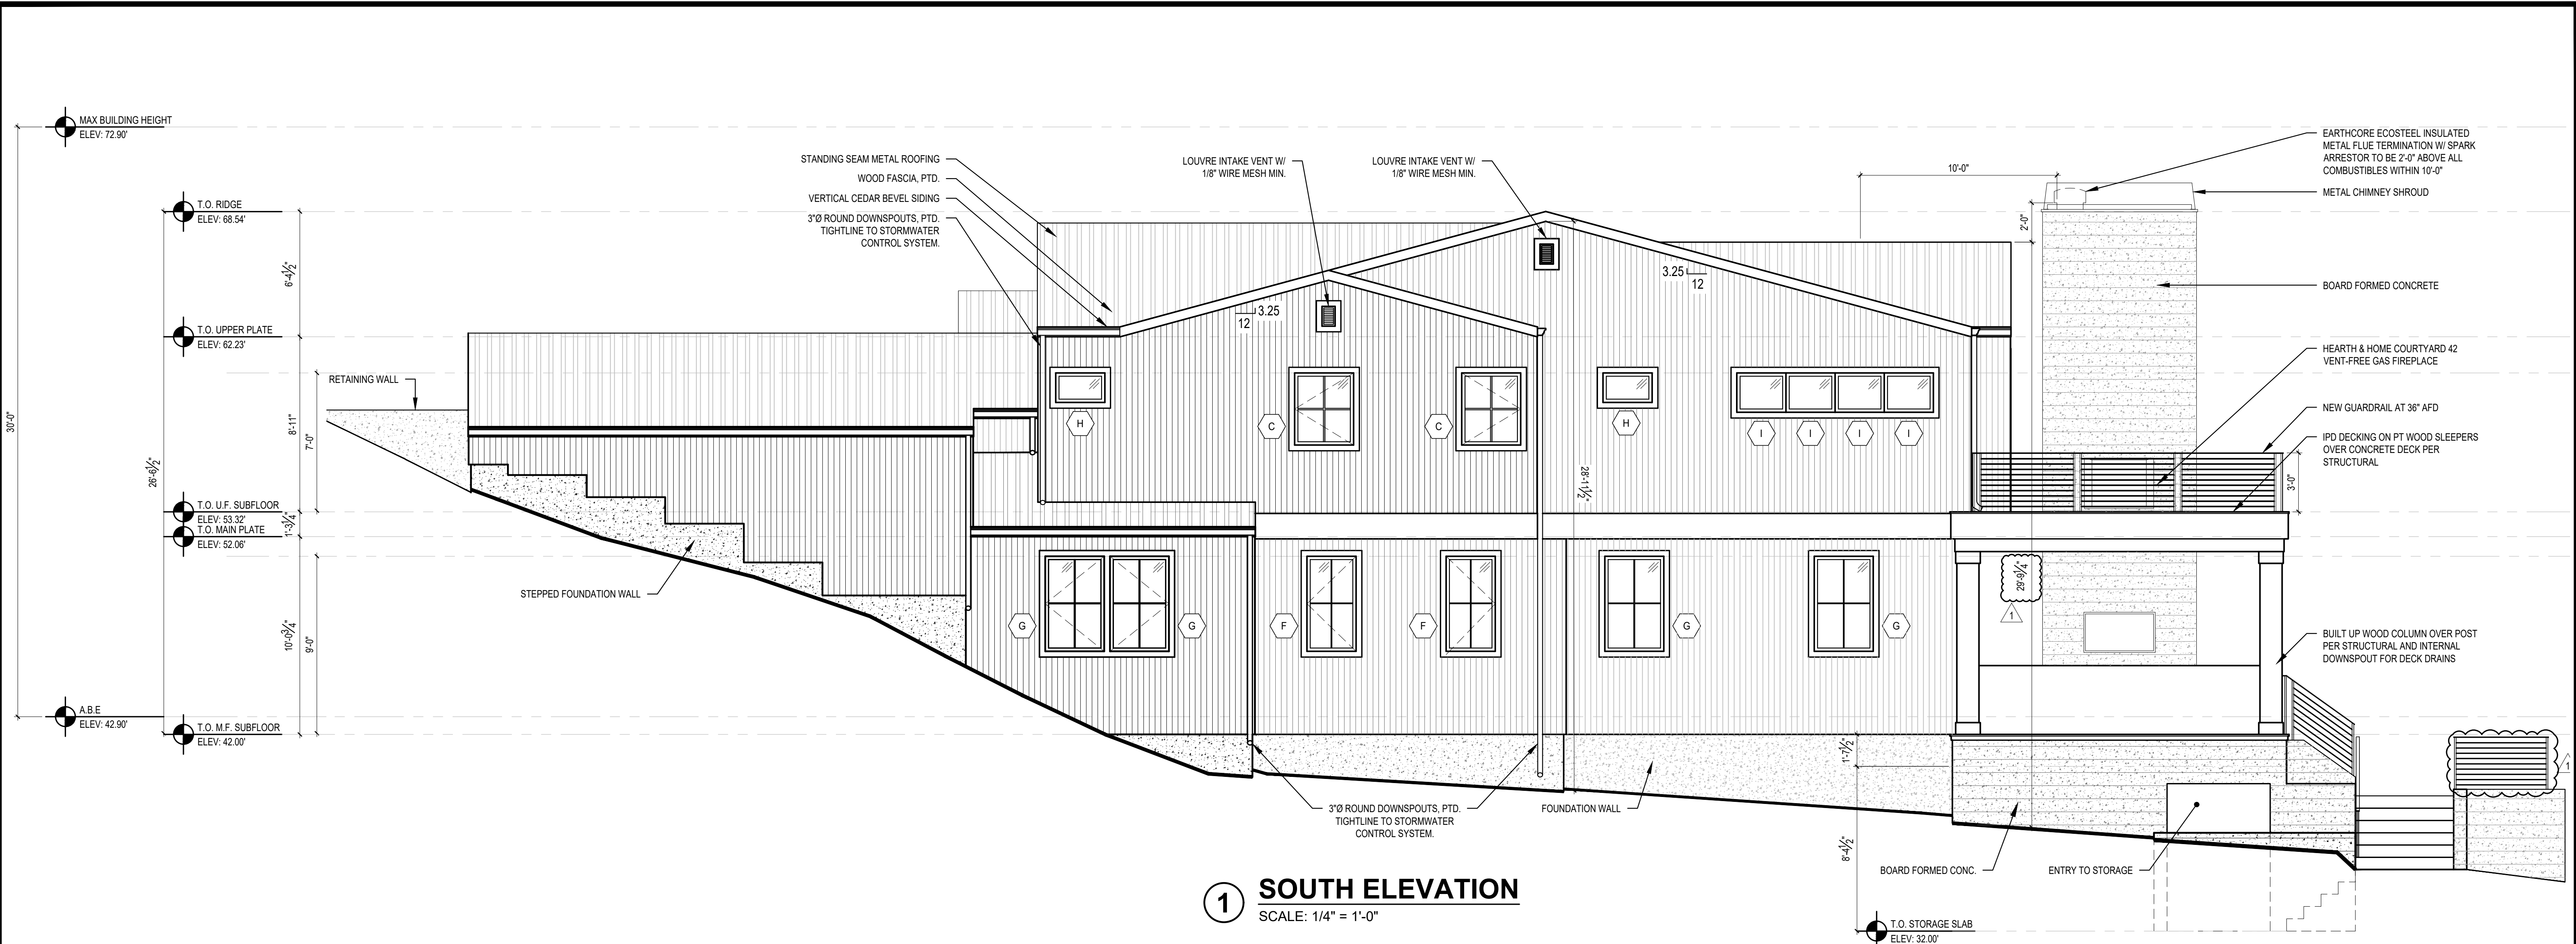 MAX BUILDING HEIGHT
ELEV: 72.90'
T.O. RIDGE
ELEV: 68.54'
T.O. UPPER PLATE
ELEV: 62.23'
T.O. U.F. SUBFLOOR
ELEV: 53.32'
T.O. MAIN PLATE
ELEV: 52.06'
A.B.E
ELEV: 42.90'
T.O. M.F. SUBFLOOR
ELEV: 42.00'
30'-0"
26'-6½"
6'-4½"
8'-11"
7'-0"
1'-3¼"
10'-0¾"
9'-0"
RETAINING WALL
STEPPED FOUNDATION WALL
STANDING SEAM METAL ROOFING
WOOD FASCIA, PTD.
VERTICAL CEDAR BEVEL SIDING
3"Ø ROUND DOWNSPOUTS, PTD.
TIGHTLINE TO STORMWATER
CONTROL SYSTEM.
LOUVRE INTAKE VENT W/
1/8" WIRE MESH MIN.
LOUVRE INTAKE VENT W/
1/8" WIRE MESH MIN.
3.25
12
3.25
12
10'-0"
2'-0"
H
C
C
H
I
I
I
I
28'-11½"
3'-0"
G
G
F
F
G
G
29'-9¼"
1
1
EARTHCORE ECOSTEEL INSULATED
METAL FLUE TERMINATION W/ SPARK
ARRESTOR TO BE 2'-0" ABOVE ALL
COMBUSTIBLES WITHIN 10'-0"
METAL CHIMNEY SHROUD
BOARD FORMED CONCRETE
HEARTH & HOME COURTYARD 42
VENT-FREE GAS FIREPLACE
NEW GUARDRAIL AT 36" AFD
IPD DECKING ON PT WOOD SLEEPERS
OVER CONCRETE DECK PER
STRUCTURAL
BUILT UP WOOD COLUMN OVER POST
PER STRUCTURAL AND INTERNAL
DOWNSPOUT FOR DECK DRAINS
1'-7½"
8'-4½"
3"Ø ROUND DOWNSPOUTS, PTD.
TIGHTLINE TO STORMWATER
CONTROL SYSTEM.
FOUNDATION WALL
BOARD FORMED CONC.
ENTRY TO STORAGE
T.O. STORAGE SLAB
ELEV: 32.00'
1
SOUTH ELEVATION
SCALE: 1/4" = 1'-0"